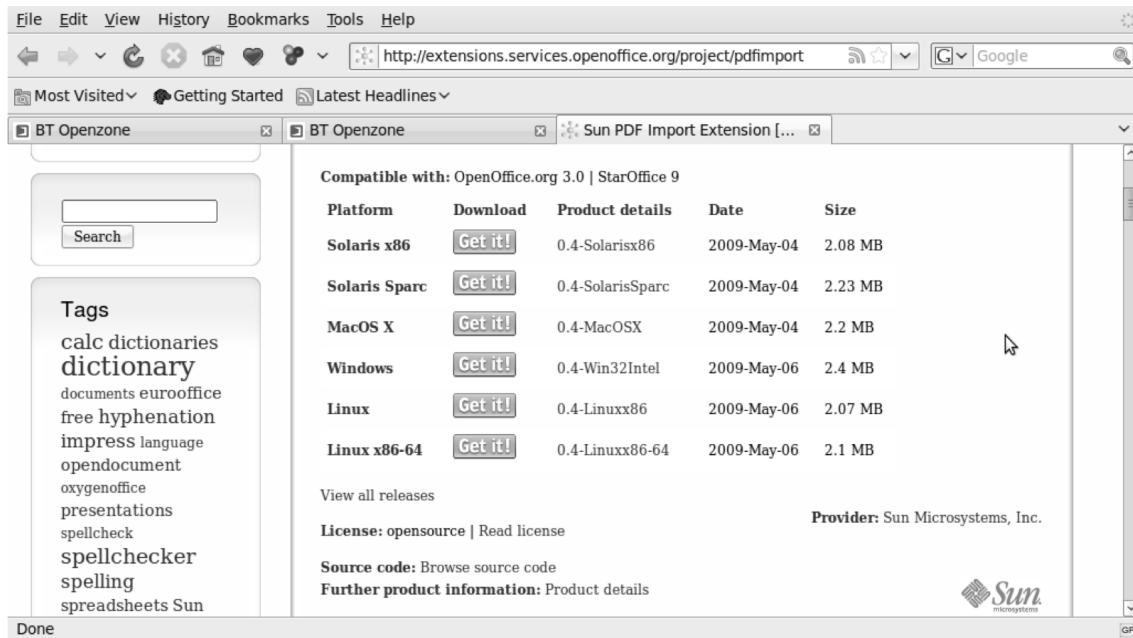 File Edit View History Bookmarks Tools Help
http://extensions.services.openoffice.org/project/pdfimport
G Google
Most Visited Getting Started Latest Headlines
BT Openzone BT Openzone Sun PDF Import Extension [...
Search
Tags
calc dictionaries
dictionary
documents eurooffice
free hyphenation
impress language
opendocument
oxygenoffice
presentations
spellcheck
spellchecker
spelling
spreadsheets Sun
Compatible with: OpenOffice.org 3.0 | StarOffice 9
Platform Download Product details Date Size
Solaris x86 Get it! 0.4-Solarisx86 2009-May-04 2.08 MB
Solaris Sparc Get it! 0.4-SolarisSparc 2009-May-04 2.23 MB
MacOS X Get it! 0.4-MacOSX 2009-May-04 2.2 MB
Windows Get it! 0.4-Win32Intel 2009-May-06 2.4 MB
Linux Get it! 0.4-Linuxx86 2009-May-06 2.07 MB
Linux x86-64 Get it! 0.4-Linuxx86-64 2009-May-06 2.1 MB
View all releases
Provider: Sun Microsystems, Inc.
License: opensource | Read license
Source code: Browse source code
Further product information: Product details
Sun
microsystems
Done